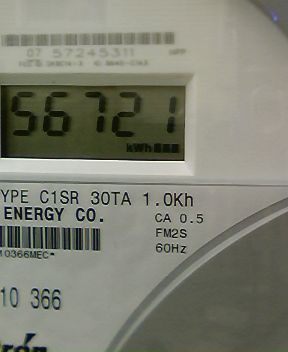 07 57245311
56721
kWh
YPE C1SR 30TA 1.0Kh
ENERGY CO.
CA 0.5
FM2S
60Hz
10366MEC*
10 366
rón